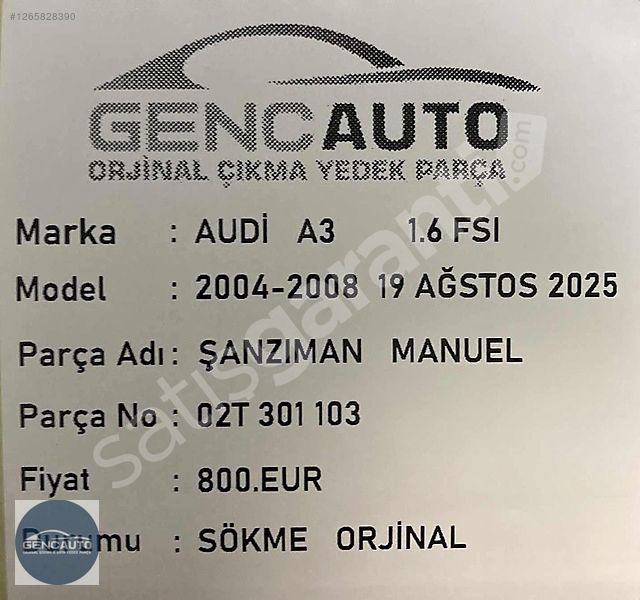 #1265828390
GENCAUTO
ORJİNAL ÇIKMA YEDEK PARÇA
satışgaranti.com
Marka : AUDİ A3 1.6 FSI
Model : 2004-2008 19 AĞSTOS 2025
Parça Adı : ŞANZIMAN MANUEL
Parça No : 02T 301 103
Fiyat : 800.EUR
Durumu : SÖKME ORJİNAL
GENCAUTO